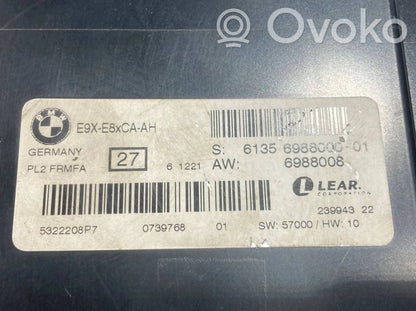 Ovoko
BMW
E9X-E8xCA-AH
GERMANY
PL2 FRMFA
27
6 1221
S: 6135 6988000-01
AW: 6988008
LEAR.
CORPORATION
239943 22
5322208P7
0739768
01
SW: 57000 / HW: 10